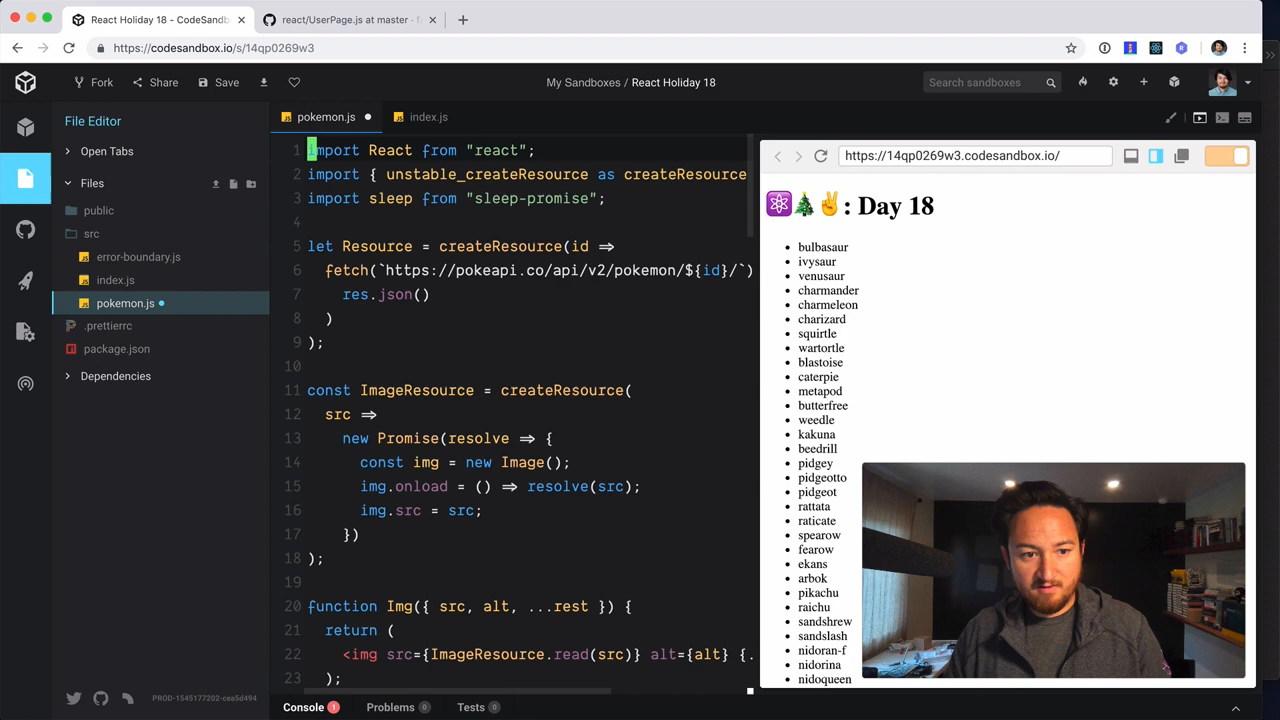 React Holiday 18 - CodeSandb
react/UserPage.js at master · f
https://codesandbox.io/s/14qp0269w3
Fork
Share
Save
My Sandboxes / React Holiday 18
Search sandboxes
File Editor
Open Tabs
Files
public
src
error-boundary.js
index.js
pokemon.js
.prettierrc
package.json
Dependencies
PROD-1545177202-cea5d494
pokemon.js
index.js
1 import React from "react";
2 import { unstable_createResource as createResource
3 import sleep from "sleep-promise";
4
5 let Resource = createResource(id ⇒
6 fetch(`https://pokeapi.co/api/v2/pokemon/${id}/`)
7 res.json()
8 )
9 );
10
11 const ImageResource = createResource(
12 src ⇒
13 new Promise(resolve ⇒ {
14 const img = new Image();
15 img.onload = () ⇒ resolve(src);
16 img.src = src;
17 })
18 );
19
20 function Img({ src, alt, ...rest }) {
21 return (
22 <img src={ImageResource.read(src)} alt={alt} {.
23 );
Console 1
Problems 0
Tests 0
https://14qp0269w3.codesandbox.io/
⚛️🎄✌️: Day 18
• bulbasaur
• ivysaur
• venusaur
• charmander
• charmeleon
• charizard
• squirtle
• wartortle
• blastoise
• caterpie
• metapod
• butterfree
• weedle
• kakuna
• beedrill
• pidgey
• pidgeotto
• pidgeot
• rattata
• raticate
• spearow
• fearow
• ekans
• arbok
• pikachu
• raichu
• sandshrew
• sandslash
• nidoran-f
• nidorina
• nidoqueen